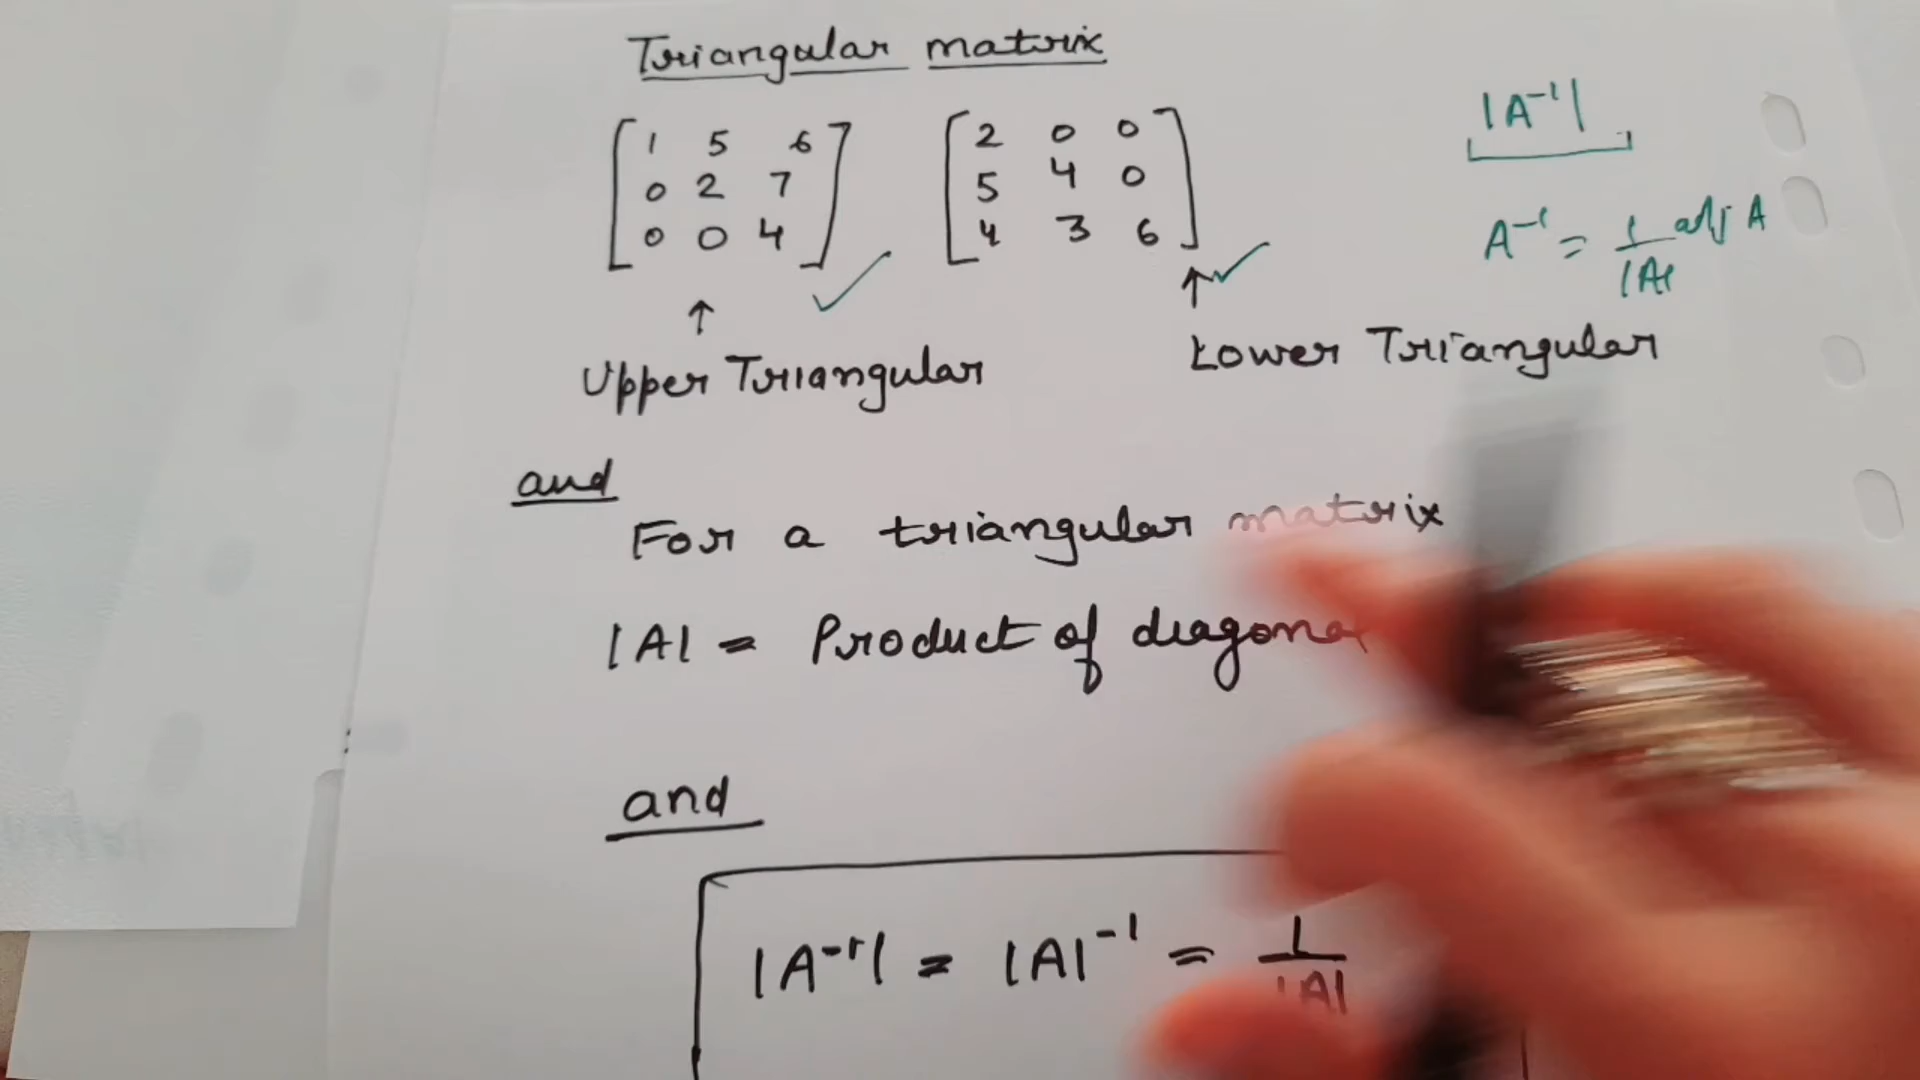 Triangular matrix
1 5 6
0 2 7
0 0 4
2 0 0
5 4 0
4 3 6
|A⁻¹|
A⁻¹ = 1/|A| adj A
↑ ✓
↑ ✓
Upper Triangular
Lower Triangular
and
For a triangular matrix
|A| = Product of diagonal
and
|A⁻¹| = |A|⁻¹ = 1/|A|